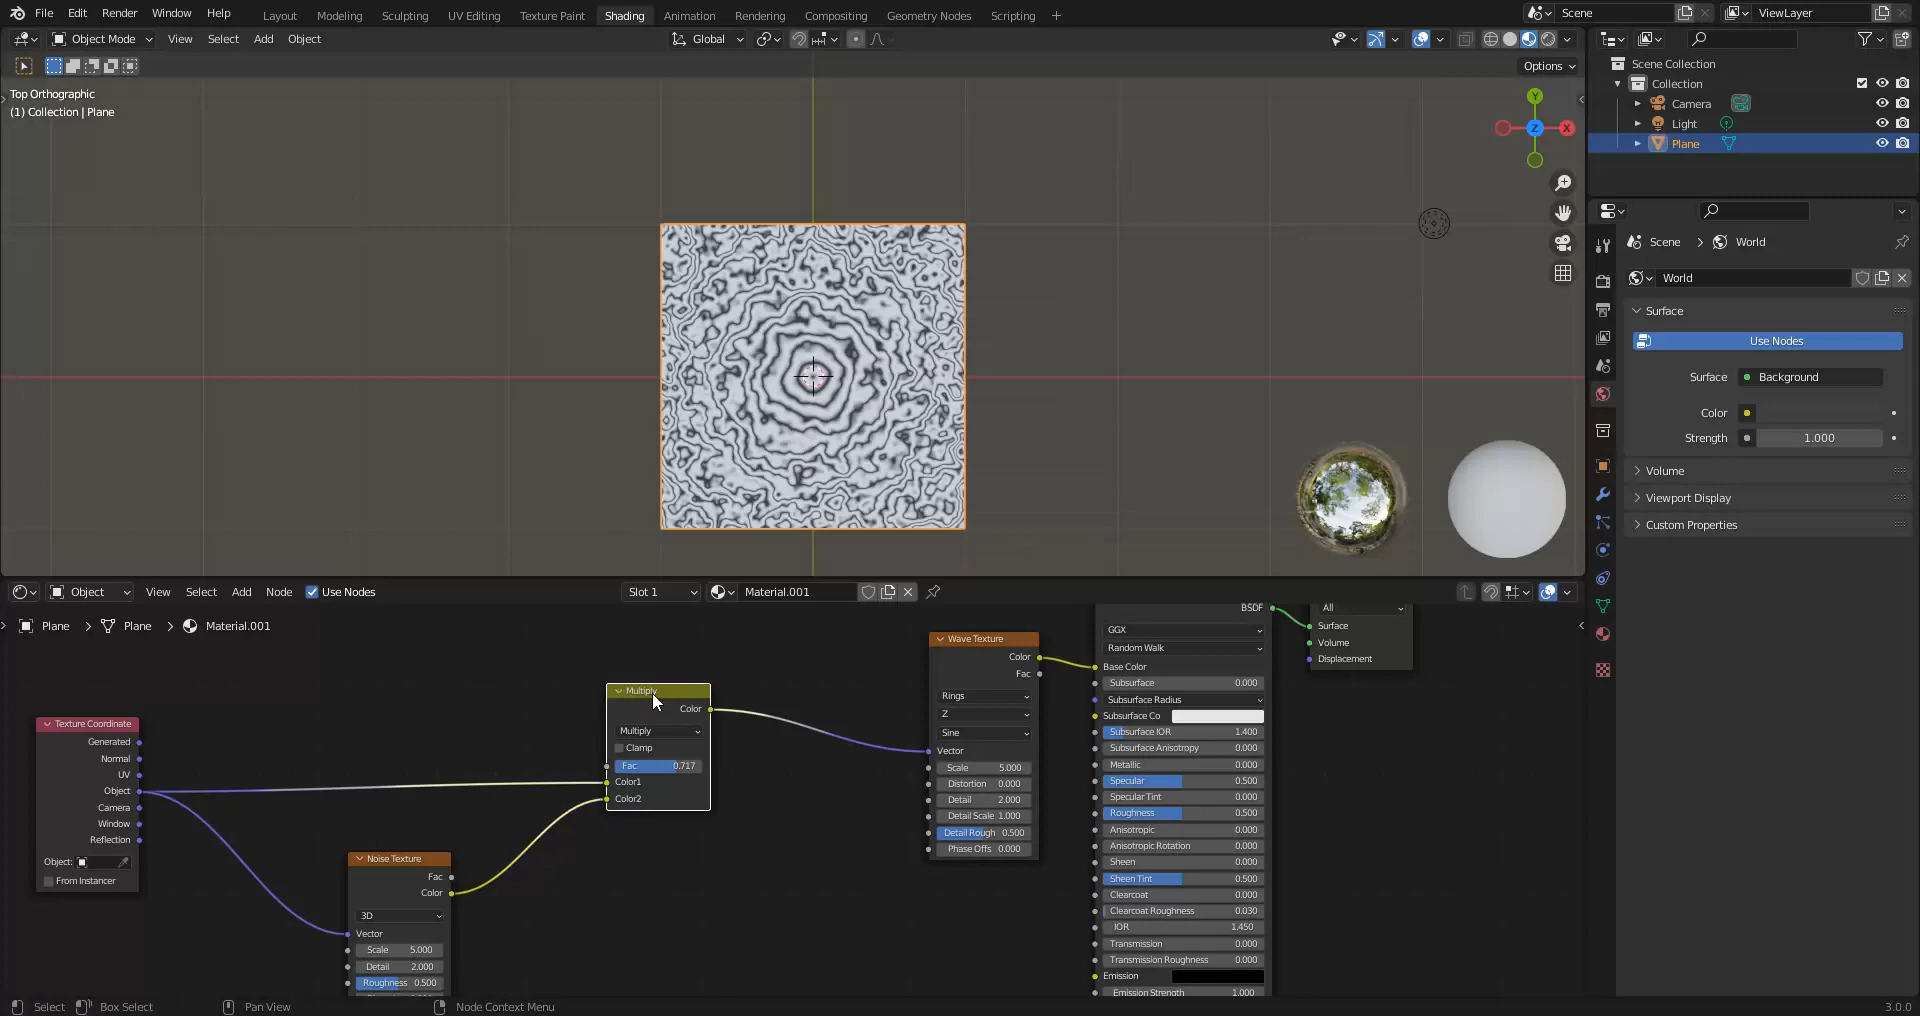 File Edit Render Window Help Layout Modeling Sculpting UV Editing Texture Paint Shading Animation Rendering Compositing Geometry Nodes Scripting + Scene ViewLayer
Object Mode View Select Add Object Global
Options
Top Orthographic
(1) Collection | Plane
Y
X
Z
Scene Collection
Collection
Camera
Light
Plane
Scene > World
World
Surface
Use Nodes
Surface Background
Color
Strength 1.000
Volume
Viewport Display
Custom Properties
Object View Select Add Node Use Nodes Slot 1 Material.001
Plane > Plane > Material.001
Texture Coordinate
Generated
Normal
UV
Object
Camera
Window
Reflection
Object:
From Instancer
Noise Texture
Fac
Color
3D
Vector
Scale 5.000
Detail 2.000
Roughness 0.500
Multiply
Color
Multiply
Clamp
Fac 0.717
Color1
Color2
Wave Texture
Color
Fac
Rings
Z
Sine
Vector
Scale 5.000
Distortion 0.000
Detail 2.000
Detail Scale 1.000
Detail Rough 0.500
Phase Offs 0.000
BSDF
GGX
Random Walk
Base Color
Subsurface 0.000
Subsurface Radius
Subsurface Co
Subsurface IOR 1.400
Subsurface Anisotropy 0.000
Metallic 0.000
Specular 0.500
Specular Tint 0.000
Roughness 0.500
Anisotropic 0.000
Anisotropic Rotation 0.000
Sheen 0.000
Sheen Tint 0.500
Clearcoat 0.000
Clearcoat Roughness 0.030
IOR 1.450
Transmission 0.000
Transmission Roughness 0.000
Emission
Emission Strength 1.000
All
Surface
Volume
Displacement
Select Box Select Pan View Node Context Menu 3.0.0